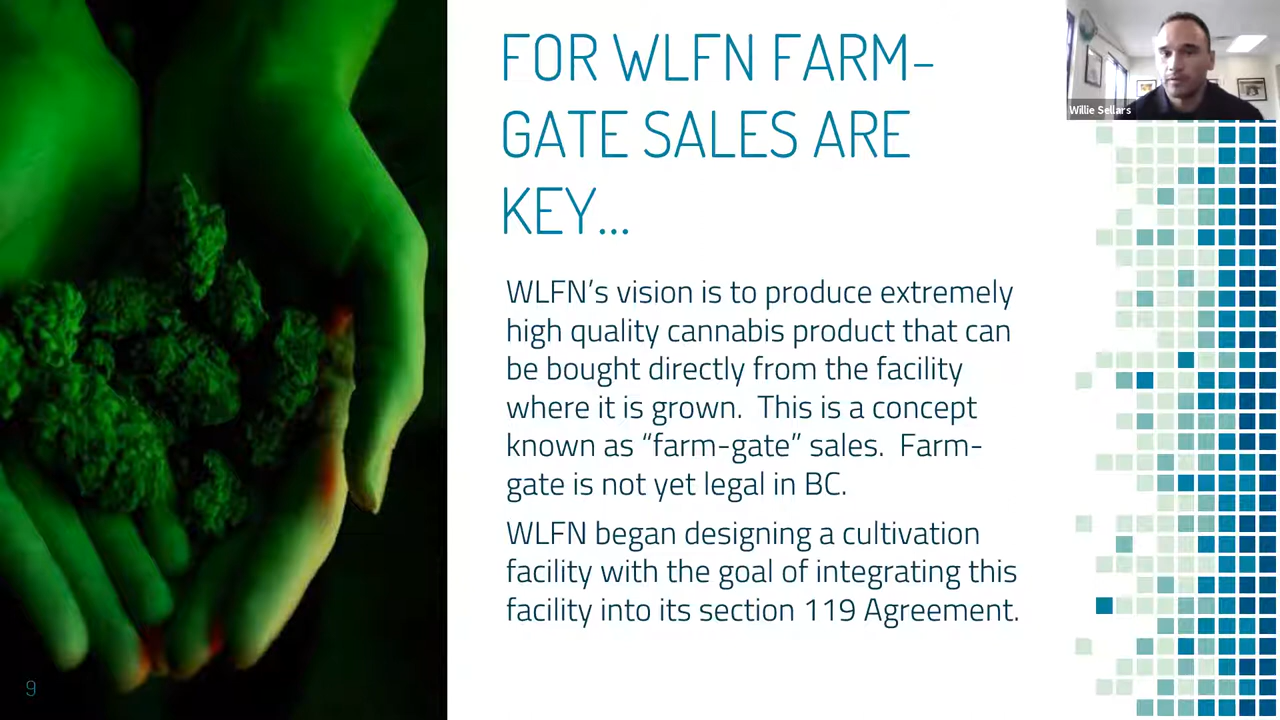 FOR WLFN FARM-
GATE SALES ARE
KEY...
WLFN’s vision is to produce extremely
high quality cannabis product that can
be bought directly from the facility
where it is grown.  This is a concept
known as “farm-gate” sales.  Farm-
gate is not yet legal in BC.
WLFN began designing a cultivation
facility with the goal of integrating this
facility into its section 119 Agreement.
Willie Sellars
9